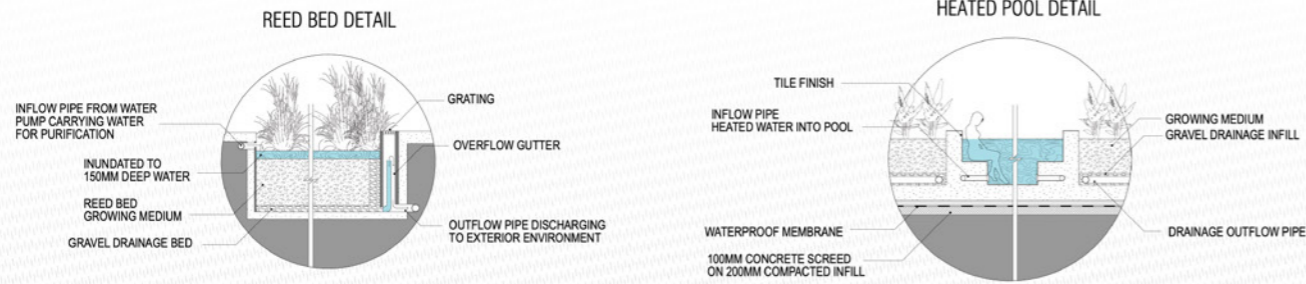 REED BED DETAIL
INFLOW PIPE FROM WATER
PUMP CARRYING WATER
FOR PURIFICATION
INUNDATED TO
150MM DEEP WATER
REED BED
GROWING MEDIUM
GRAVEL DRAINAGE BED
GRATING
OVERFLOW GUTTER
OUTFLOW PIPE DISCHARGING
TO EXTERIOR ENVIRONMENT
HEATED POOL DETAIL
TILE FINISH
INFLOW PIPE
HEATED WATER INTO POOL
WATERPROOF MEMBRANE
100MM CONCRETE SCREED
ON 200MM COMPACTED INFILL
GROWING MEDIUM
GRAVEL DRAINAGE INFILL
DRAINAGE OUTFLOW PIPE